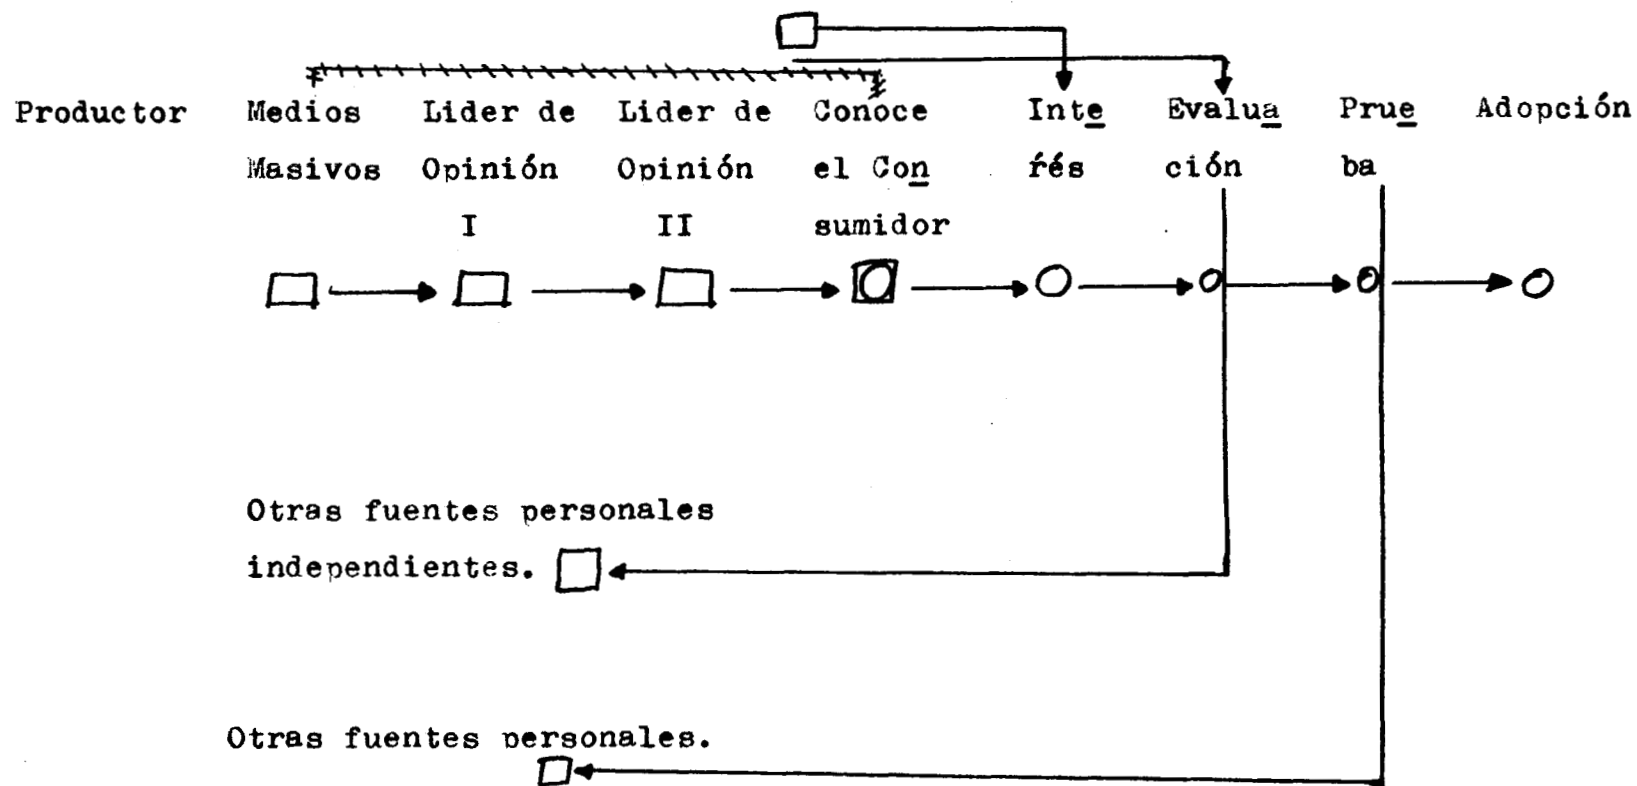 Productor Medios Lider de Lider de Conoce Inte Evalua Prue Adopción
Masivos Opinión Opinión el Con rés ción ba
I II sumidor
Otras fuentes personales
independientes.
Otras fuentes personales.